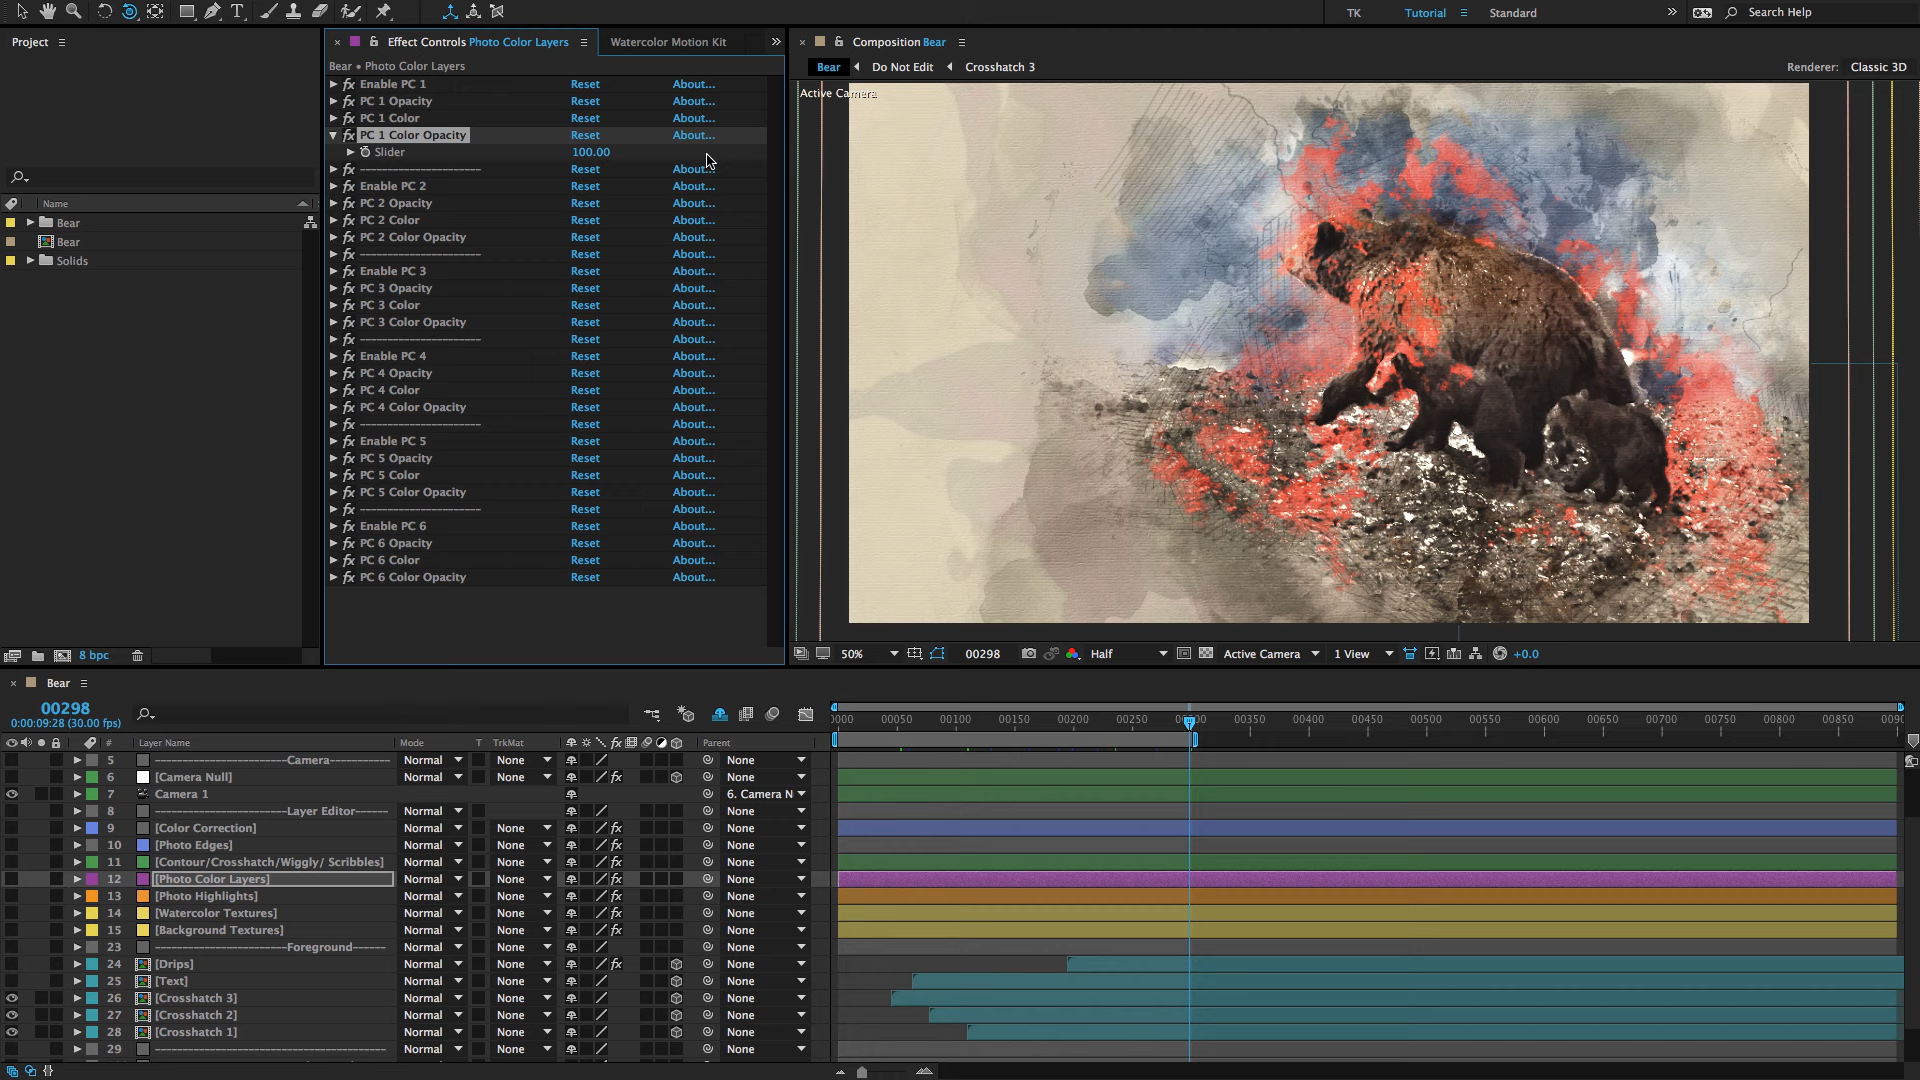 TK Tutorial Standard Search Help
Project
Effect Controls Photo Color Layers
Watercolor Motion Kit
Composition Bear
Bear • Photo Color Layers
Bear Do Not Edit Crosshatch 3
Renderer: Classic 3D
Active Camera
Enable PC 1 Reset About...
PC 1 Opacity Reset About...
PC 1 Color Reset About...
PC 1 Color Opacity Reset About...
Slider 100.00
------------------------ Reset About...
Enable PC 2 Reset About...
PC 2 Opacity Reset About...
PC 2 Color Reset About...
PC 2 Color Opacity Reset About...
------------------------ Reset About...
Enable PC 3 Reset About...
PC 3 Opacity Reset About...
PC 3 Color Reset About...
PC 3 Color Opacity Reset About...
------------------------ Reset About...
Enable PC 4 Reset About...
PC 4 Opacity Reset About...
PC 4 Color Reset About...
PC 4 Color Opacity Reset About...
------------------------ Reset About...
Enable PC 5 Reset About...
PC 5 Opacity Reset About...
PC 5 Color Reset About...
PC 5 Color Opacity Reset About...
------------------------ Reset About...
Enable PC 6 Reset About...
PC 6 Opacity Reset About...
PC 6 Color Reset About...
PC 6 Color Opacity Reset About...
Name
Bear
Bear
Solids
8 bpc
50% 00298 Half Active Camera 1 View +0.0
Bear
00298
0:00:09:28 (30.00 fps)
0000 00050 00100 00150 00200 00250 00350 00400 00450 00500 00550 00600 00650 00700 00750 00800 00850 0090
# Layer Name Mode T TrkMat Parent
5 ------------------------Camera------------ Normal None None
6 [Camera Null] Normal None None
7 Camera 1 6. Camera N
8 ------------------------Layer Editor------- Normal None
9 [Color Correction] Normal None None
10 [Photo Edges] Normal None None
11 [Contour/Crosshatch/Wiggly/ Scribbles] Normal None None
12 [Photo Color Layers] Normal None None
13 [Photo Highlights] Normal None None
14 [Watercolor Textures] Normal None None
15 [Background Textures] Normal None None
23 ------------------------Foreground------ Normal None None
24 [Drips] Normal None None
25 [Text] Normal None None
26 [Crosshatch 3] Normal None None
27 [Crosshatch 2] Normal None None
28 [Crosshatch 1] Normal None None
29 ------------------------------------------ Normal None None